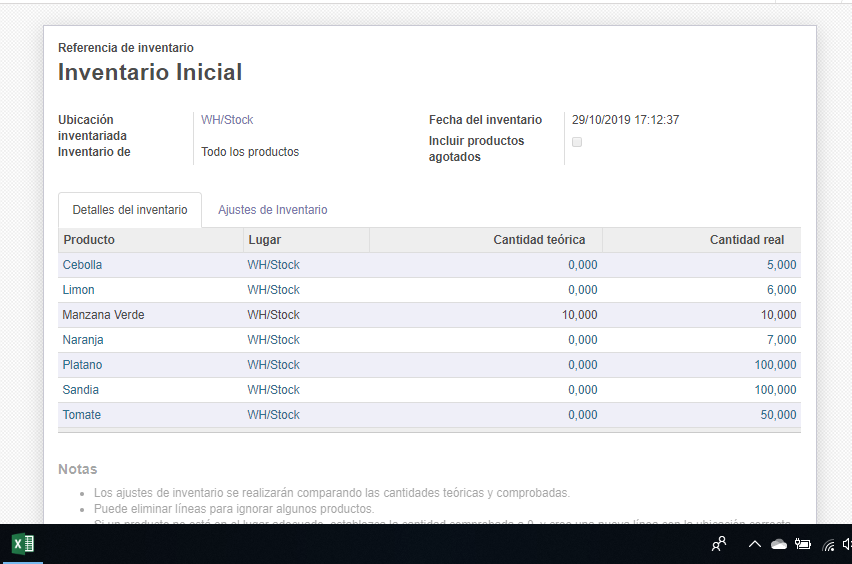 Referencia de inventario
Inventario Inicial
Ubicación inventariada WH/Stock
Inventario de Todo los productos
Fecha del inventario 29/10/2019 17:12:37
Incluir productos agotados
Detalles del inventario Ajustes de Inventario
Producto Lugar Cantidad teórica Cantidad real
Cebolla WH/Stock 0,000 5,000
Limon WH/Stock 0,000 6,000
Manzana Verde WH/Stock 10,000 10,000
Naranja WH/Stock 0,000 7,000
Platano WH/Stock 0,000 100,000
Sandia WH/Stock 0,000 100,000
Tomate WH/Stock 0,000 50,000
Notas
Los ajustes de inventario se realizarán comparando las cantidades teóricas y comprobadas.
Puede eliminar líneas para ignorar algunos productos.